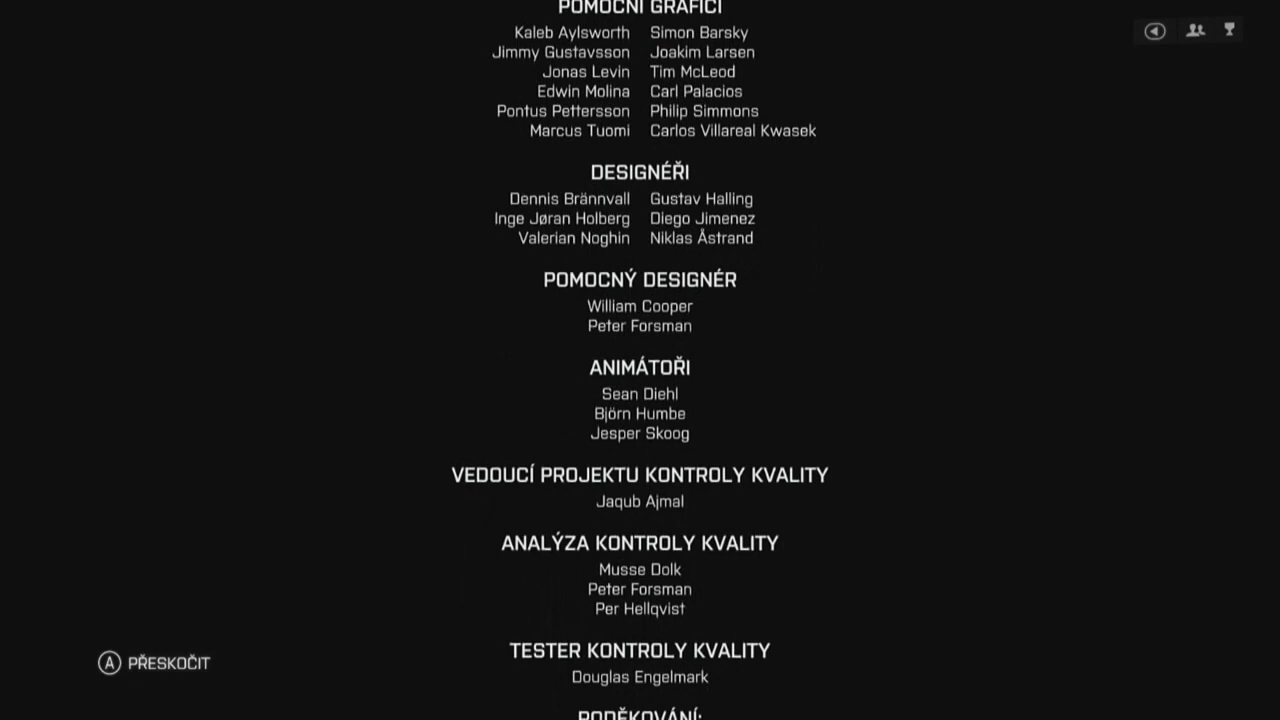 POMOCNÍ GRAFICI
Kaleb Aylsworth Simon Barsky
Jimmy Gustavsson Joakim Larsen
Jonas Levin Tim McLeod
Edwin Molina Carl Palacios
Pontus Pettersson Philip Simmons
Marcus Tuomi Carlos Villareal Kwasek
DESIGNÉŘI
Dennis Brännvall Gustav Halling
Inge Jøran Holberg Diego Jimenez
Valerian Noghin Niklas Åstrand
POMOCNÝ DESIGNÉR
William Cooper
Peter Forsman
ANIMÁTOŘI
Sean Diehl
Björn Humbe
Jesper Skoog
VEDOUCÍ PROJEKTU KONTROLY KVALITY
Jaqub Ajmal
ANALÝZA KONTROLY KVALITY
Musse Dolk
Peter Forsman
Per Hellqvist
TESTER KONTROLY KVALITY
Douglas Engelmark
A PŘESKOČIT
PODĚKOVÁNÍ: